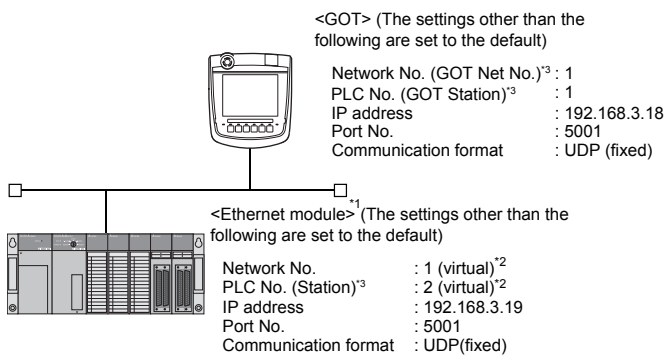 <GOT> (The settings other than the
following are set to the default)
Network No. (GOT Net No.)*3 : 1
PLC No. (GOT Station)*3 : 1
IP address : 192.168.3.18
Port No. : 5001
Communication format : UDP (fixed)
<Ethernet module>*1 (The settings other than the
following are set to the default)
Network No. : 1 (virtual)*2
PLC No. (Station)*3 : 2 (virtual)*2
IP address : 192.168.3.19
Port No. : 5001
Communication format : UDP(fixed)